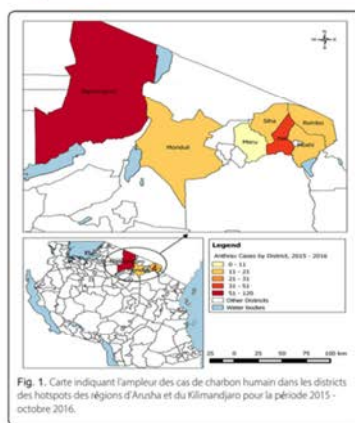 N
Siha
Rombo
Monduli
Meru
Hai
Moshi
Legend
Anthrax Cases by District, 2015 - 2016
0 - 11
11 - 21
21 - 31
31 - 51
51 - 125
Other Districts
Water bodies
25 0 25 50 75 100 km
Fig. 1. Carte indiquant l'ampleur des cas de charbon humain dans les districts
des hotspots des régions d'Arusha et du Kilimandjaro pour la période 2015 -
octobre 2016.